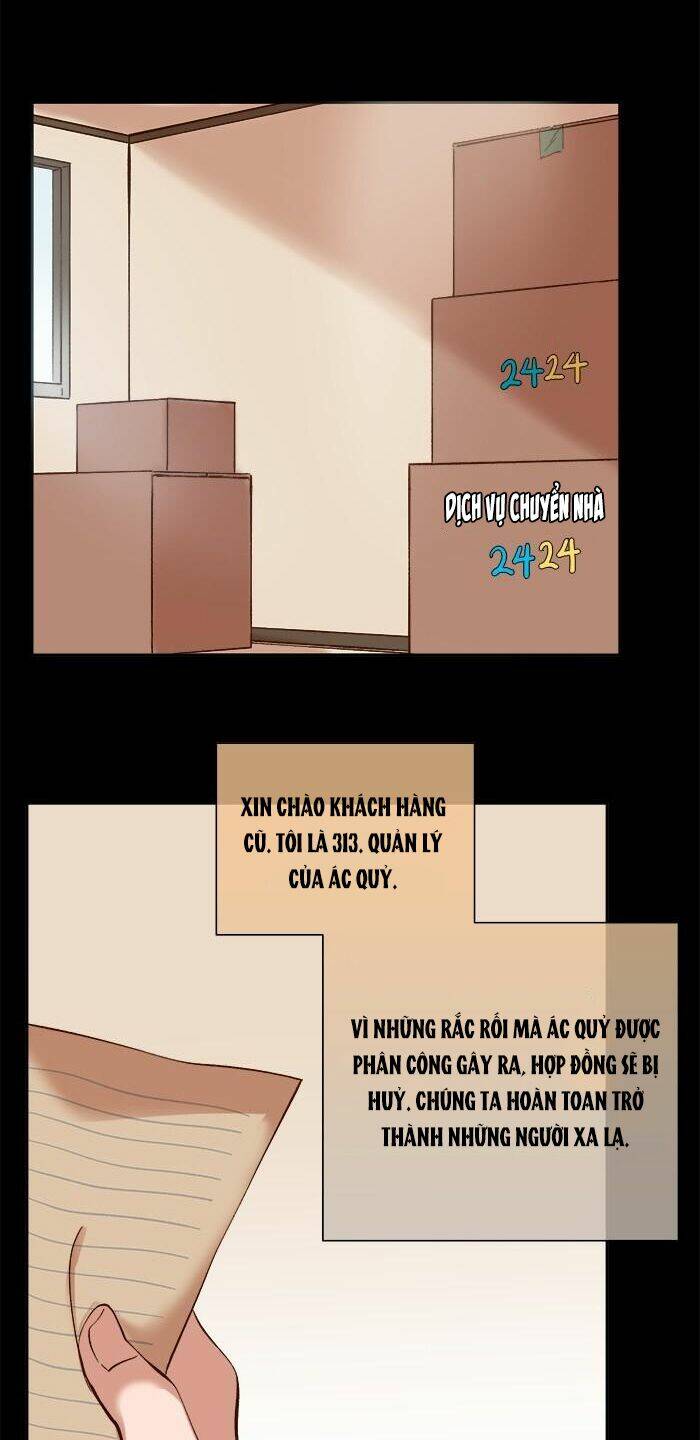 2424
DỊCH VỤ CHUYỂN NHÀ
2424
XIN CHÀO KHÁCH HÀNG
CŨ. TÔI LÀ 313. QUẢN LÝ
CỦA ÁC QUỶ.
VÌ NHỮNG RẮC RỐI MÀ ÁC QUỶ ĐƯỢC
PHÂN CÔNG GÂY RA, HỢP ĐỒNG SẼ BỊ
HUỶ. CHÚNG TA HOÀN TOAN TRỞ
THÀNH NHỮNG NGƯỜI XA LẠ.